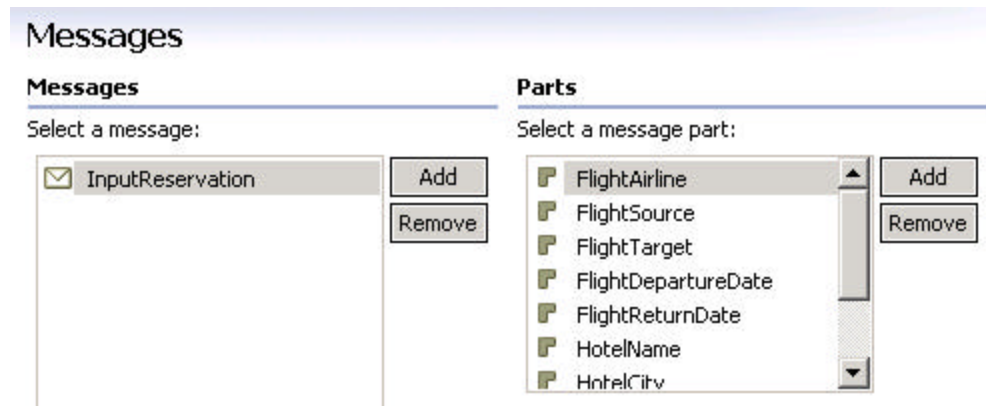 Messages
Messages
Select a message:
InputReservation
Add
Remove
Parts
Select a message part:
FlightAirline
FlightSource
FlightTarget
FlightDepartureDate
FlightReturnDate
HotelName
HotelCity
Add
Remove